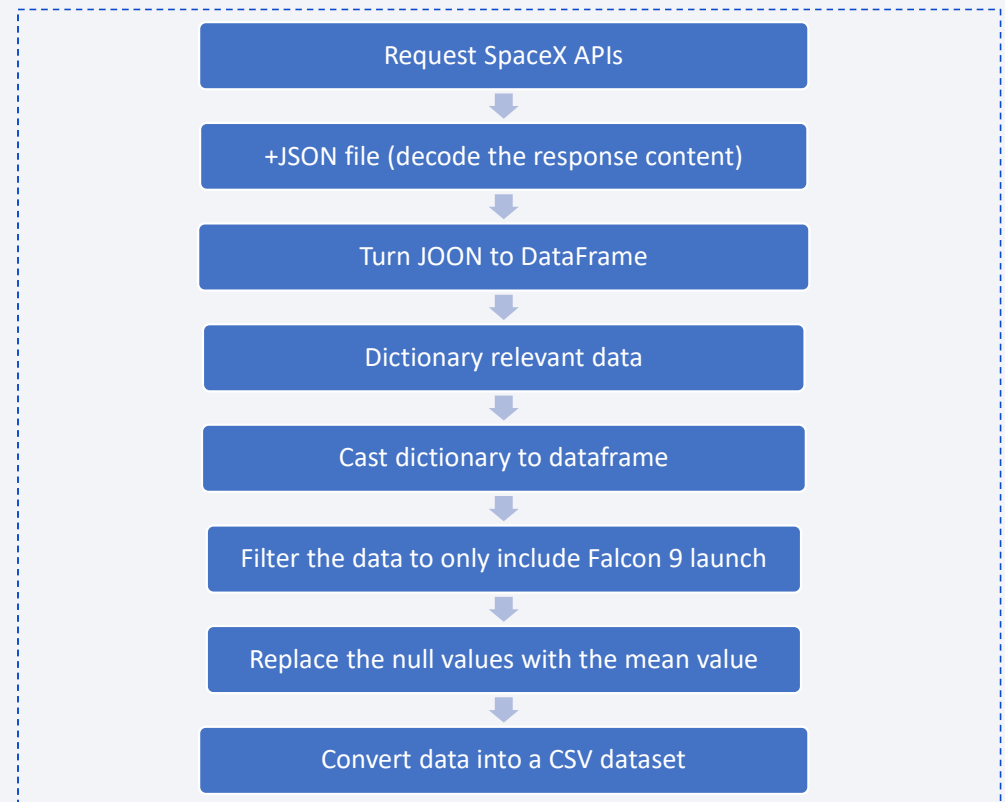 Request SpaceX APIs
+JSON file (decode the response content)
Turn JOON to DataFrame
Dictionary relevant data
Cast dictionary to dataframe
Filter the data to only include Falcon 9 launch
Replace the null values with the mean value
Convert data into a CSV dataset